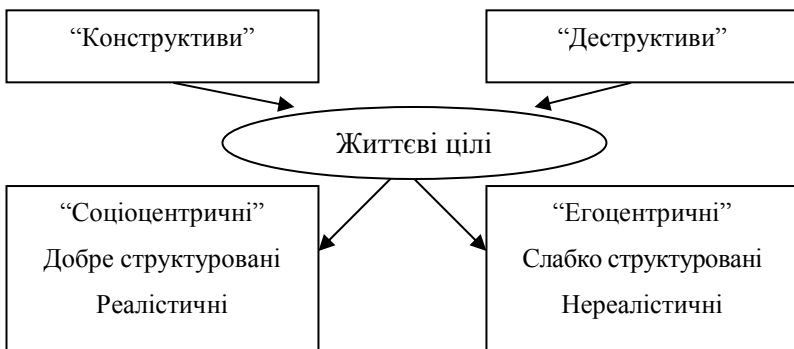 “Конструктиви”
“Деструктиви”
Життєві цілі
“Соціоцентричні”
Добре структуровані
Реалістичні
“Егоцентричні”
Слабко структуровані
Нереалістичні